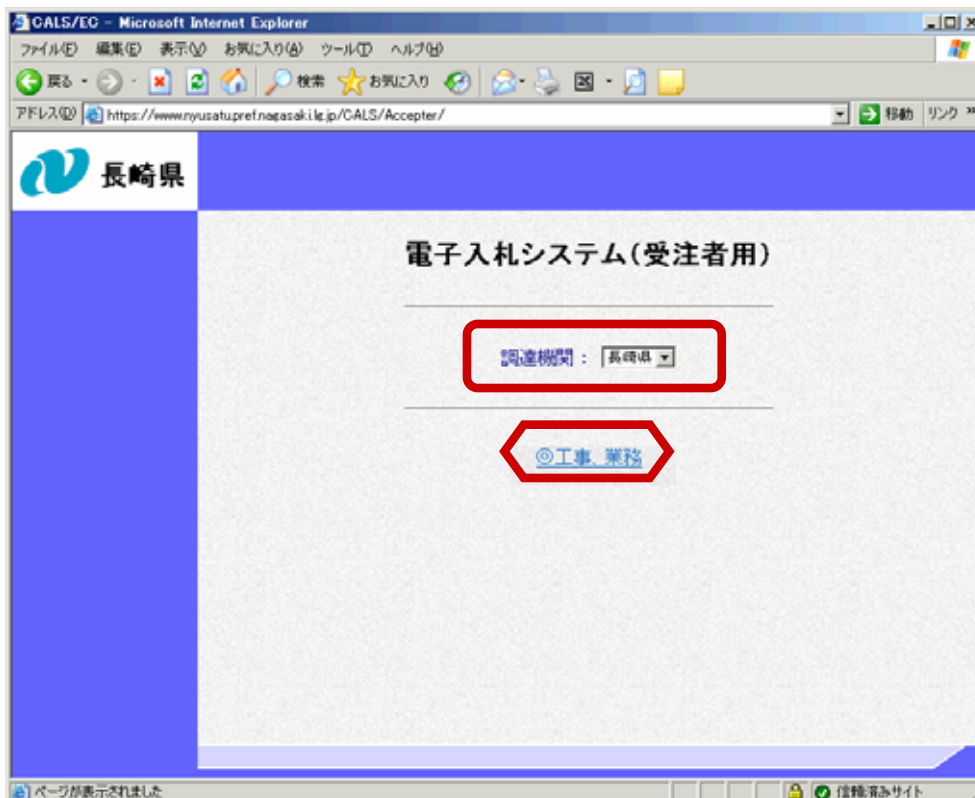 CALS/EC - Microsoft Internet Explorer
ファイル(F) 編集(E) 表示(V) お気に入り(A) ツール(T) ヘルプ(H)
戻る 検索 お気に入り
アドレス(D) https://www.nyusatu.pref.nagasaki.lg.jp/CALS/Accepter/ 移動 リンク »
長崎県
電子入札システム(受注者用)
調達機関: 長崎県
◎工事、業務
ページが表示されました 信頼済みサイト